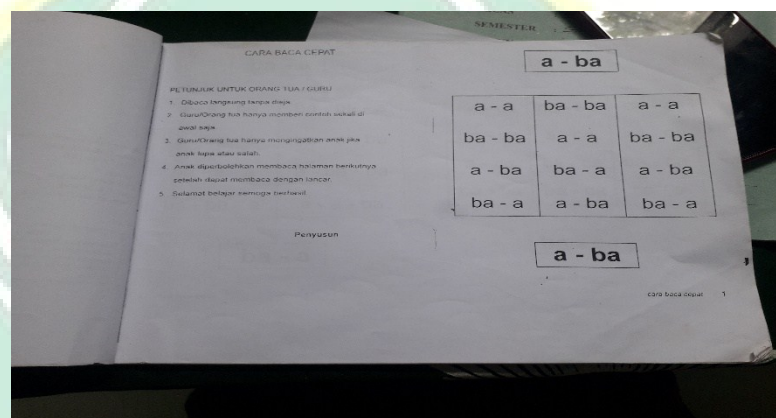 SEMESTER
CARA BACA CEPAT
PETUNJUK UNTUK ORANG TUA / GURU
1. Dibaca langsung tanpa dieja
2. Guru/Orang tua hanya memberi contoh sekali di
awal saja
3. Guru/Orang tua hanya mengingatkan anak jika
anak lupa atau salah.
4. Anak diperbolehkan membaca halaman berikutnya
setelah dapat membaca dengan lancar.
5. Selamat belajar semoga berhasil
Penyusun
a - ba
a - a ba - ba a - a
ba - ba a - a ba - ba
a - ba ba - a a - ba
ba - a a - ba ba - a
a - ba
cara baca cepat 1